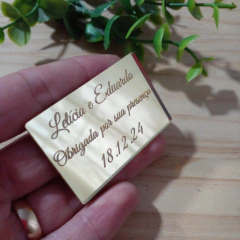 Letícia e Eduardo
Obrigada por sua presença
18.12.24